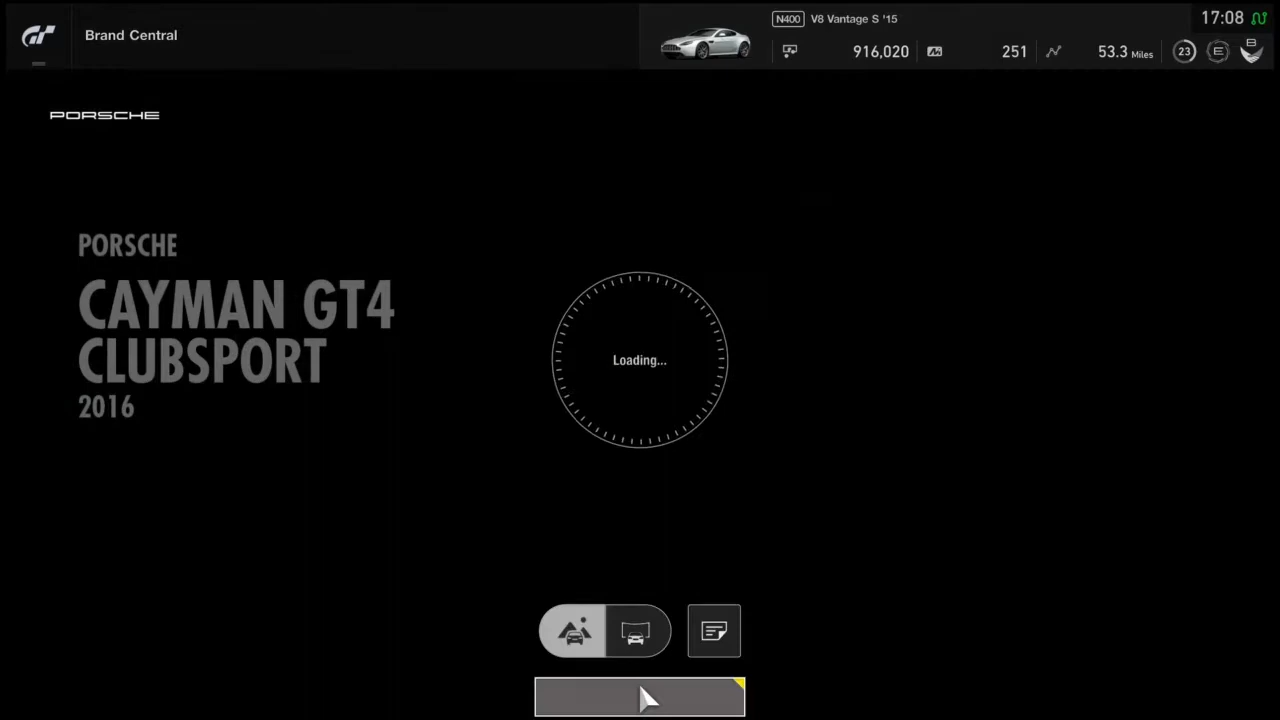 N400 V8 Vantage S '15
17:08
Brand Central
916,020
251
53.3 Miles
23
E
B
PORSCHE
PORSCHE
CAYMAN GT4
CLUBSPORT
2016
Loading...